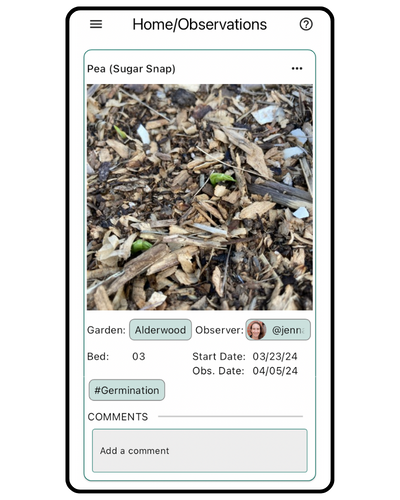 Home/Observations
Pea (Sugar Snap)
Garden: Alderwood Observer: @jenn
Bed: 03 Start Date: 03/23/24
Obs. Date: 04/05/24
#Germination
COMMENTS
Add a comment